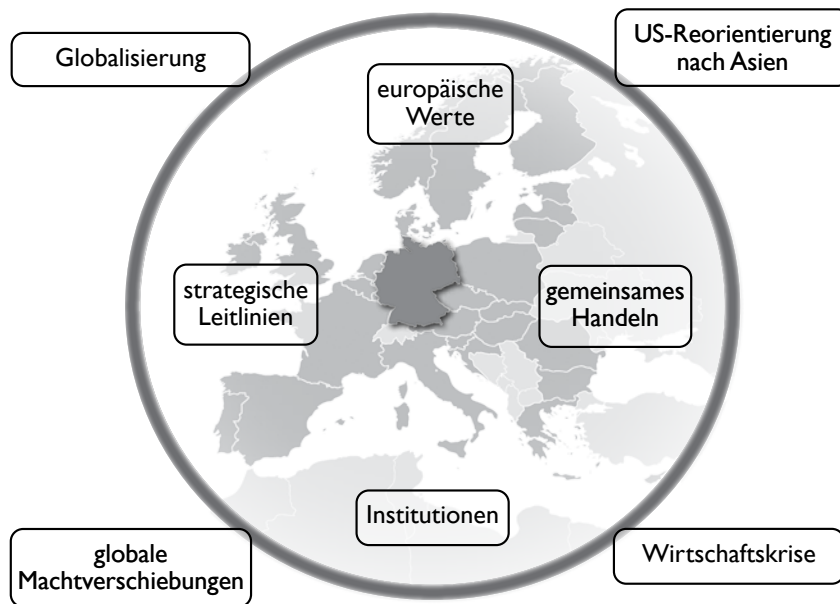 Globalisierung
US-Reorientierung
nach Asien
europäische
Werte
strategische
Leitlinien
gemeinsames
Handeln
Institutionen
globale
Machtverschiebungen
Wirtschaftskrise